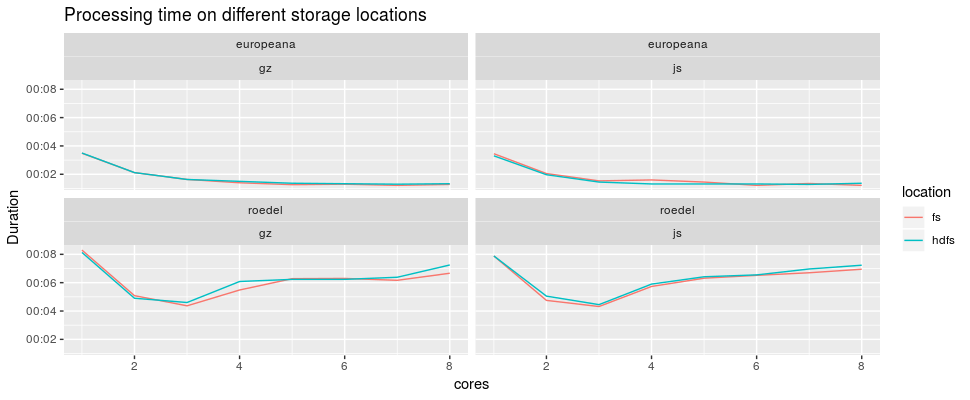 Processing time on different storage locations
europeana
gz
europeana
js
00:08
00:06
00:04
00:02
roedel
gz
roedel
js
00:08
00:06
00:04
00:02
2
4
6
8
2
4
6
8
cores
Duration
location
fs
hdfs